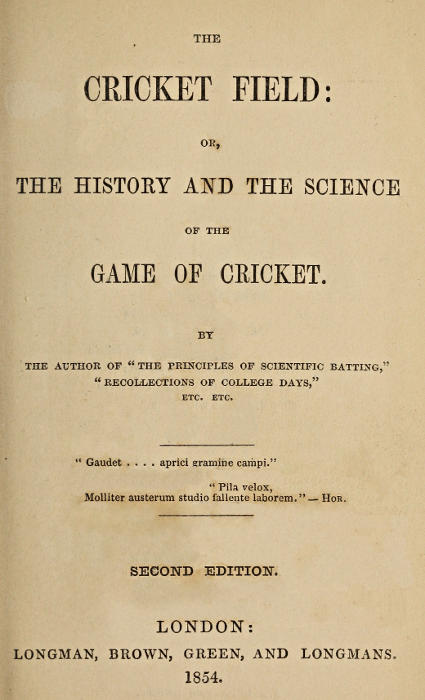 THE
CRICKET FIELD:
OR,
THE HISTORY AND THE SCIENCE
OF THE
GAME OF CRICKET.
BY
THE AUTHOR OF "THE PRINCIPLES OF SCIENTIFIC BATTING,"
"RECOLLECTIONS OF COLLEGE DAYS,"
ETC. ETC.
"Gaudet . . . . aprici gramine campi."
"Pila velox,
Molliter austerum studio fallente laborem."—HOR.
SECOND EDITION.
LONDON:
LONGMAN, BROWN, GREEN, AND LONGMANS.
1854.